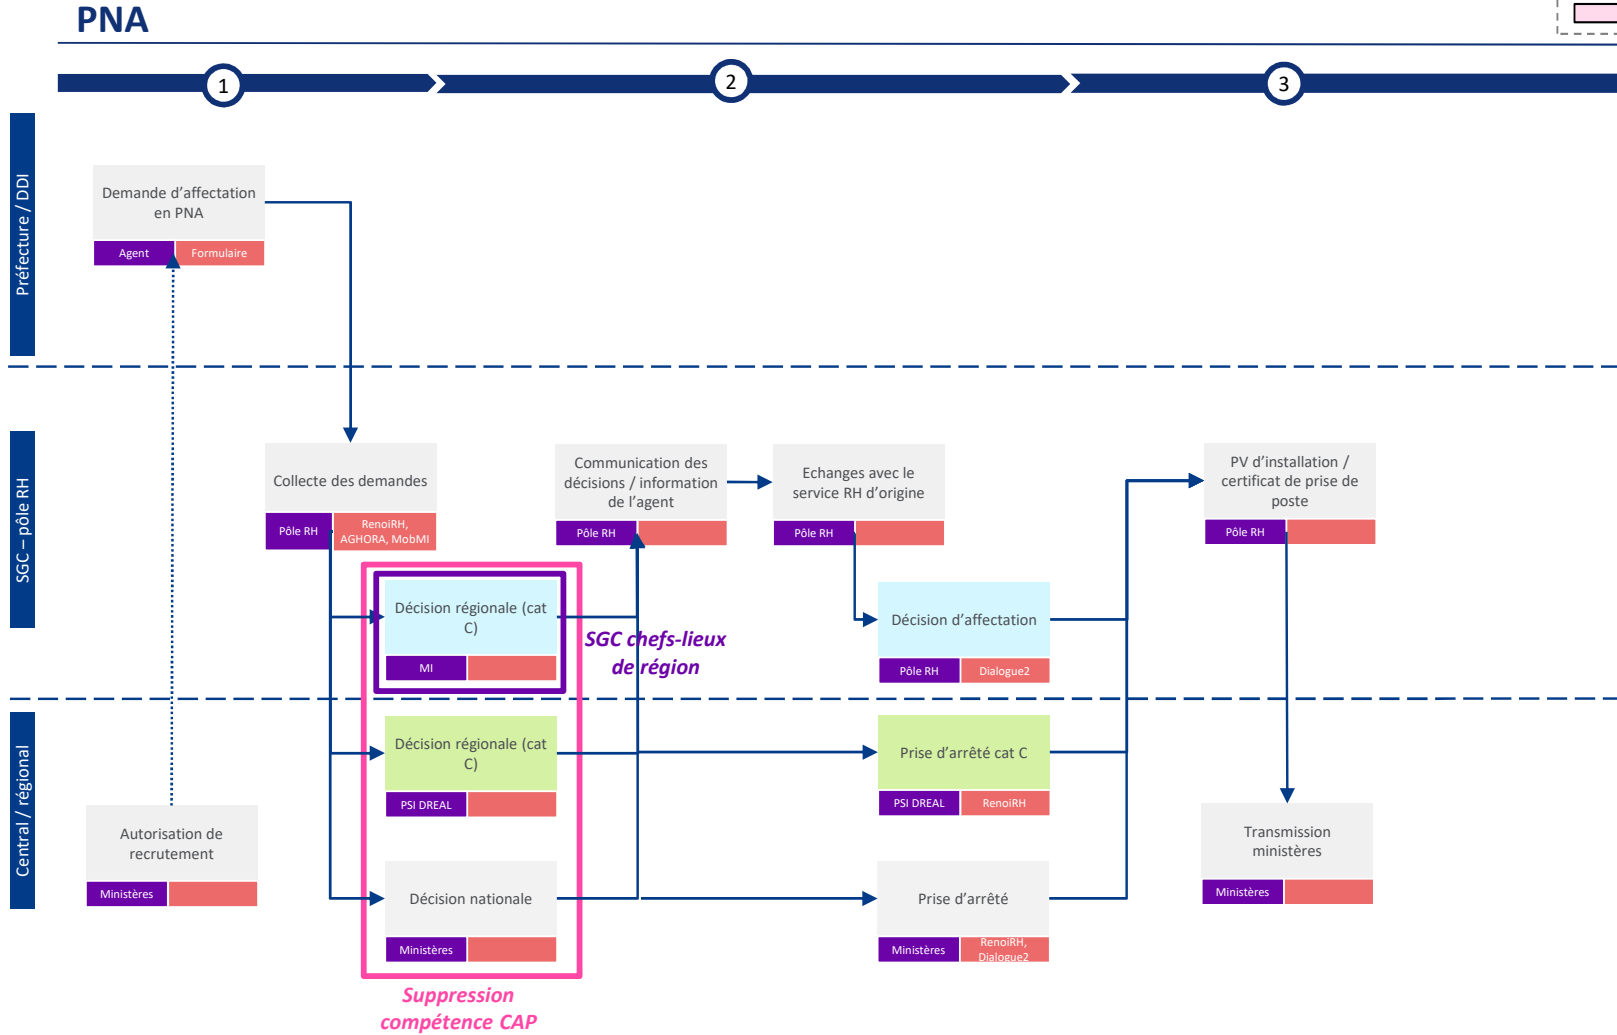 PNA
1
2
3
Préfecture / DDI
Demande d’affectation
en PNA
Agent
Formulaire
SGC – pôle RH
Collecte des demandes
Pôle RH
RenoiRH,
AGHORA, MobMI
Communication des
décisions / information
de l’agent
Pôle RH
Echanges avec le
service RH d’origine
Pôle RH
PV d’installation /
certificat de prise de
poste
Pôle RH
Décision régionale (cat
C)
MI
SGC chefs-lieux
de région
Décision d’affectation
Pôle RH
Dialogue2
Central / régional
Décision régionale (cat
C)
PSI DREAL
Prise d’arrêté cat C
PSI DREAL
RenoiRH
Autorisation de
recrutement
Ministères
Transmission
ministères
Ministères
Décision nationale
Ministères
Prise d’arrêté
Ministères
RenoiRH,
Dialogue2
Suppression
compétence CAP